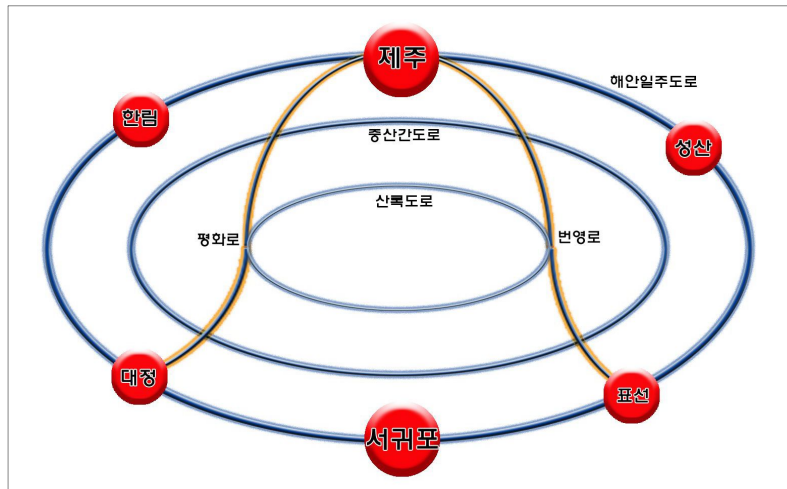 제주
해안일주도로
한림
중산간도로
성산
산록도로
평화로
번영로
대정
표선
서귀포